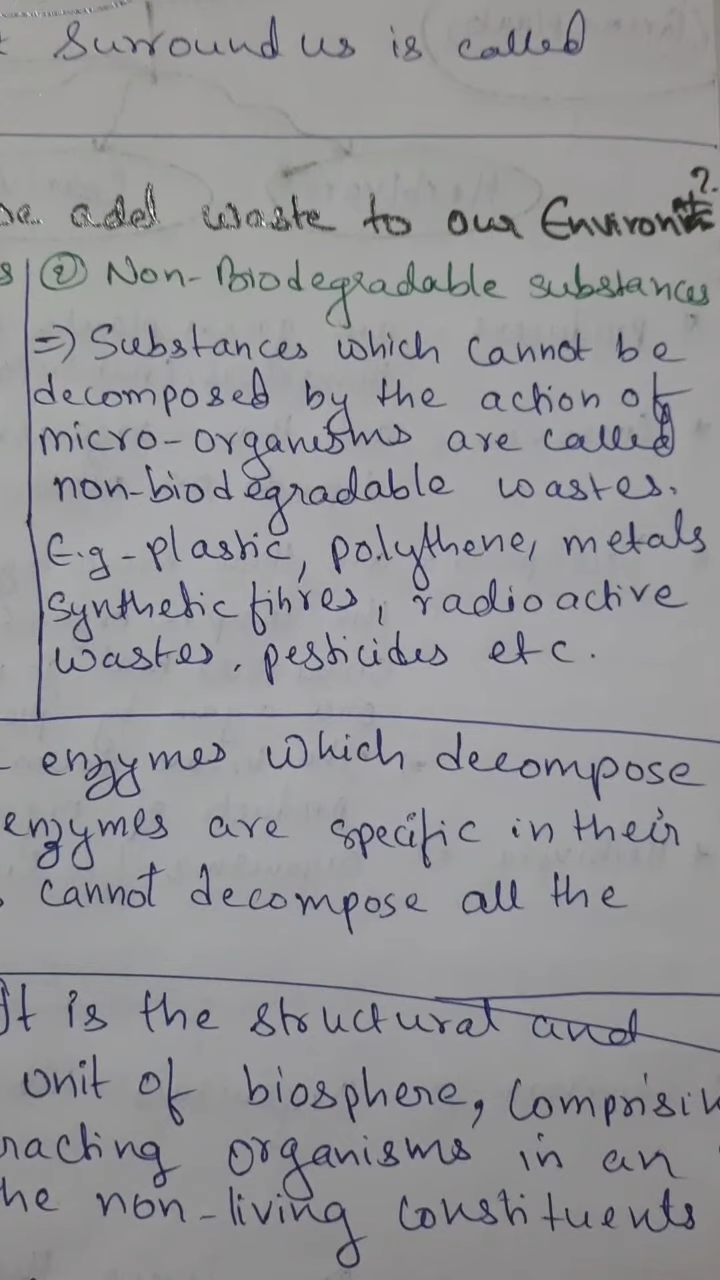 Surround us is called
add waste to our Environ
?
② Non-Biodegradable substances
=) Substances which cannot be
decomposed by the action of
micro-organisms are called
non-biodegradable wastes.
E.g - plastic, polythene, metals
Synthetic fibres, radioactive
wastes, pesticides etc.
enzymes which decompose
enzymes are specific in their
cannot decompose all the
It is the structural and
unit of biosphere, Comprisin
racting organisms in an
he non-living constituents